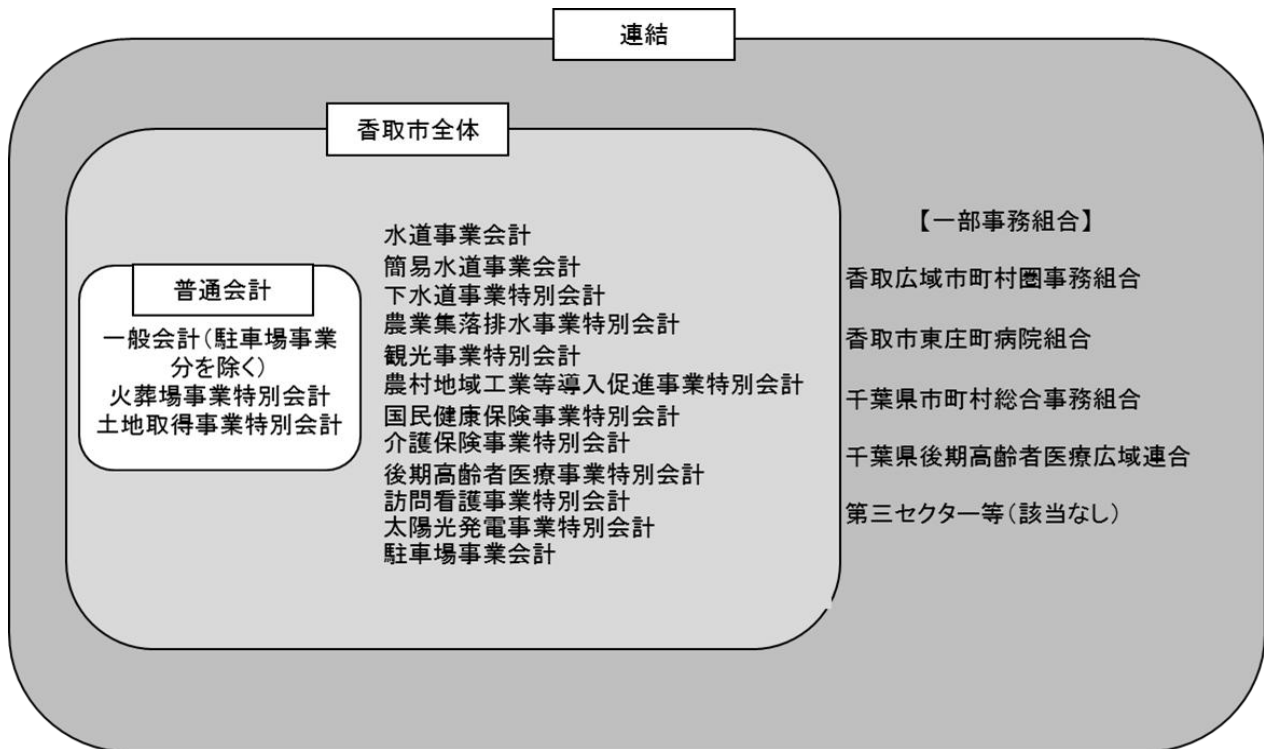 連結
香取市全体
普通会計
一般会計(駐車場事業
分を除く)
火葬場事業特別会計
土地取得事業特別会計
水道事業会計
簡易水道事業会計
下水道事業特別会計
農業集落排水事業特別会計
観光事業特別会計
農村地域工業等導入促進事業特別会計
国民健康保険事業特別会計
介護保険事業特別会計
後期高齢者医療事業特別会計
訪問看護事業特別会計
太陽光発電事業特別会計
駐車場事業会計
【一部事務組合】
香取広域市町村圏事務組合
香取市東庄町病院組合
千葉県市町村総合事務組合
千葉県後期高齢者医療広域連合
第三セクター等(該当なし)